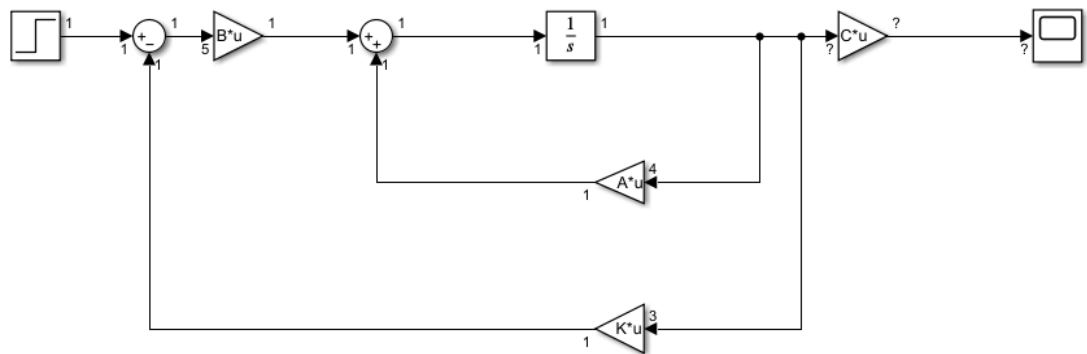 1 1 + − 1 1 5 B*u 1 1 + + 1 1 1 1/s 1 ? C*u ? ?
1 A*u 4
1 K*u 3